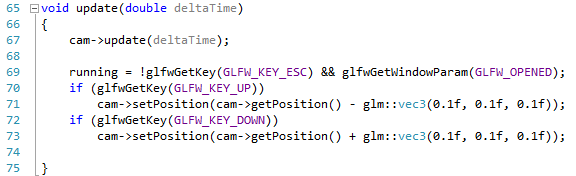 65 void update(double deltaTime)
66 {
67 cam->update(deltaTime);
68
69 running = !glfwGetKey(GLFW_KEY_ESC) && glfwGetWindowParam(GLFW_OPENED);
70 if (glfwGetKey(GLFW_KEY_UP))
71 cam->setPosition(cam->getPosition() - glm::vec3(0.1f, 0.1f, 0.1f));
72 if (glfwGetKey(GLFW_KEY_DOWN))
73 cam->setPosition(cam->getPosition() + glm::vec3(0.1f, 0.1f, 0.1f));
74
75 }